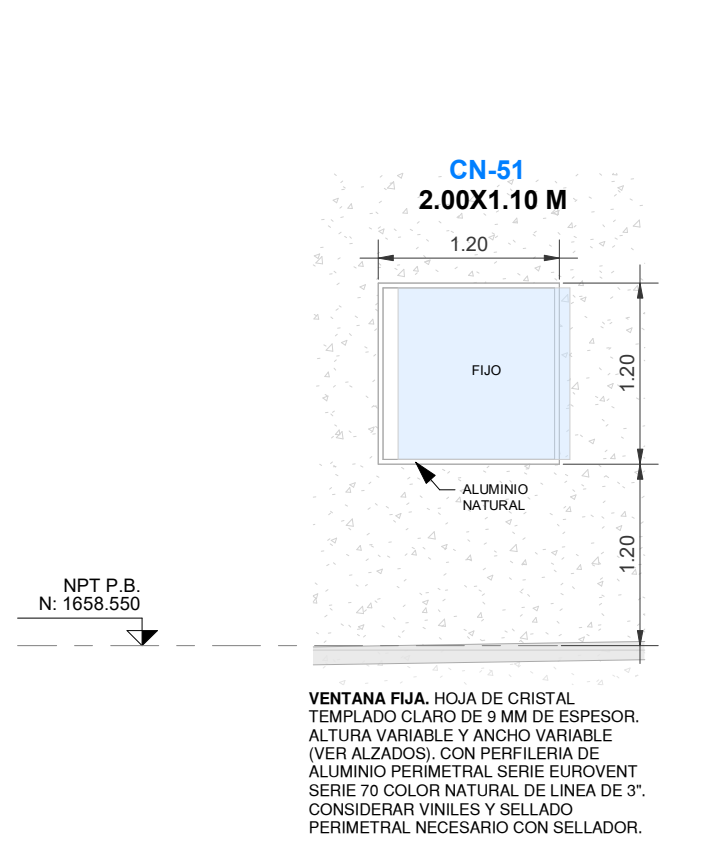 CN-51
2.00X1.10 M
1.20
FIJO
1.20
ALUMINIO
NATURAL
1.20
NPT P.B.
N: 1658.550
VENTANA FIJA. HOJA DE CRISTAL
TEMPLADO CLARO DE 9 MM DE ESPESOR.
ALTURA VARIABLE Y ANCHO VARIABLE
(VER ALZADOS). CON PERFILERIA DE
ALUMINIO PERIMETRAL SERIE EUROVENT
SERIE 70 COLOR NATURAL DE LINEA DE 3".
CONSIDERAR VINILES Y SELLADO
PERIMETRAL NECESARIO CON SELLADOR.